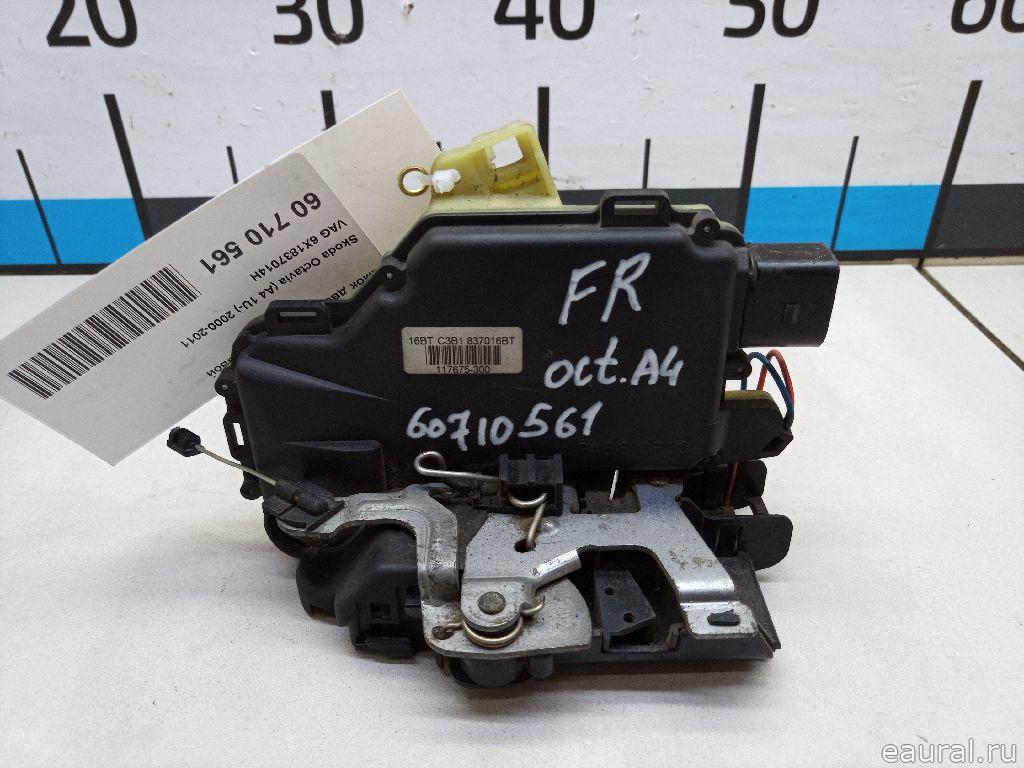 20 30 40 50 60
60 710 561
VAG 6X1837014H
Skoda Octavia (A4 1U-) 2000-2011
FR
oct. A4
60710561
16BT C3B1 837016BT
117675-300
eaural.ru